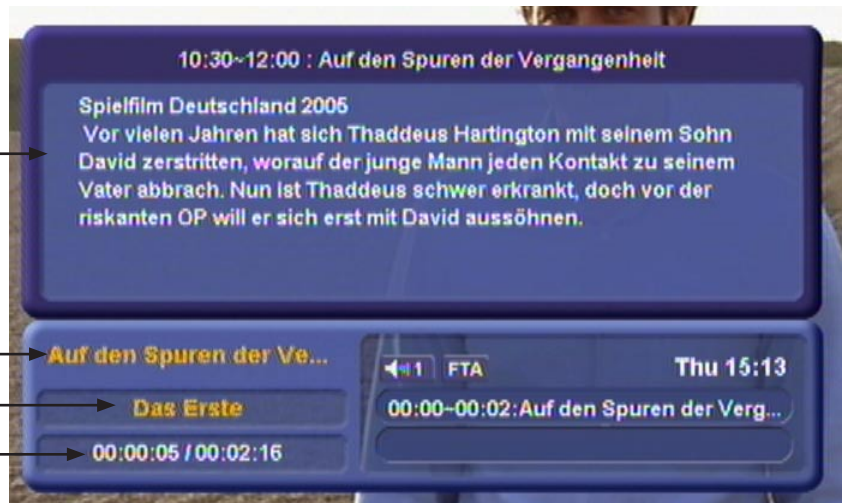 10:30~12:00 : Auf den Spuren der Vergangenheit
Spielfilm Deutschland 2005
Vor vielen Jahren hat sich Thaddeus Hartington mit seinem Sohn
David zerstritten, worauf der junge Mann jeden Kontakt zu seinem
Vater abbrach. Nun ist Thaddeus schwer erkrankt, doch vor der
riskanten OP will er sich erst mit David aussöhnen.
Auf den Spuren der Ve...
Das Erste
00:00:05 / 00:02:16
1 FTA
Thu 15:13
00:00~00:02:Auf den Spuren der Verg...